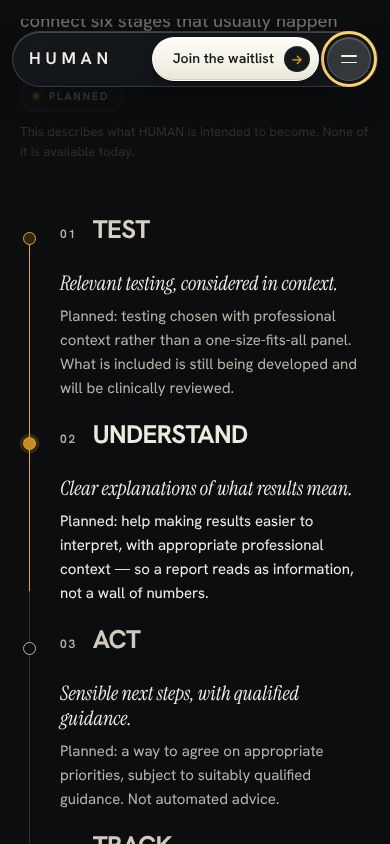 connect six stages that usually happen
HUMAN
Join the waitlist
PLANNED
This describes what HUMAN is intended to become. None of
it is available today.
01 TEST
Relevant testing, considered in context.
Planned: testing chosen with professional
context rather than a one-size-fits-all panel.
What is included is still being developed and
will be clinically reviewed.
02 UNDERSTAND
Clear explanations of what results mean.
Planned: help making results easier to
interpret, with appropriate professional
context — so a report reads as information,
not a wall of numbers.
03 ACT
Sensible next steps, with qualified
guidance.
Planned: a way to agree on appropriate
priorities, subject to suitably qualified
guidance. Not automated advice.
TRACK